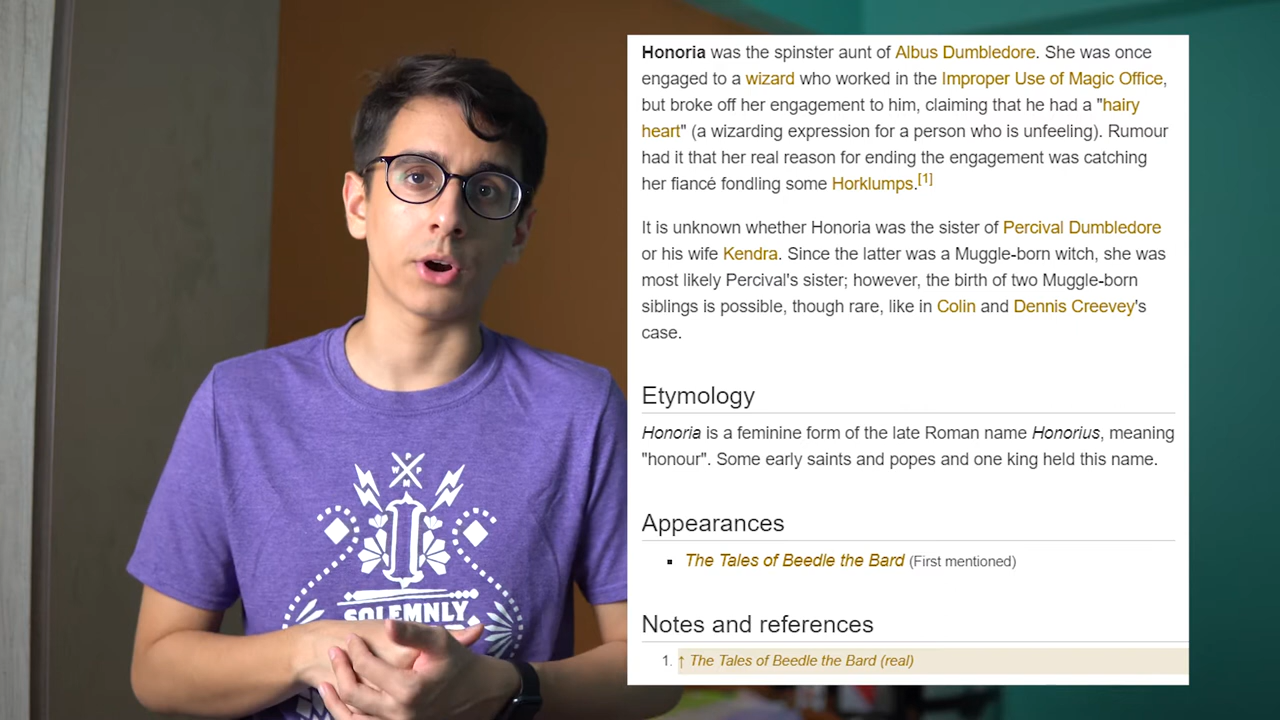 Honoria was the spinster aunt of Albus Dumbledore. She was once
engaged to a wizard who worked in the Improper Use of Magic Office,
but broke off her engagement to him, claiming that he had a "hairy
heart" (a wizarding expression for a person who is unfeeling). Rumour
had it that her real reason for ending the engagement was catching
her fiancé fondling some Horklumps.[1]
It is unknown whether Honoria was the sister of Percival Dumbledore
or his wife Kendra. Since the latter was a Muggle-born witch, she was
most likely Percival's sister; however, the birth of two Muggle-born
siblings is possible, though rare, like in Colin and Dennis Creevey's
case.
Etymology
Honoria is a feminine form of the late Roman name Honorius, meaning
"honour". Some early saints and popes and one king held this name.
Appearances
▪ The Tales of Beedle the Bard (First mentioned)
Notes and references
1. ↑ The Tales of Beedle the Bard (real)
P
W P
M
I
SOLEMNLY